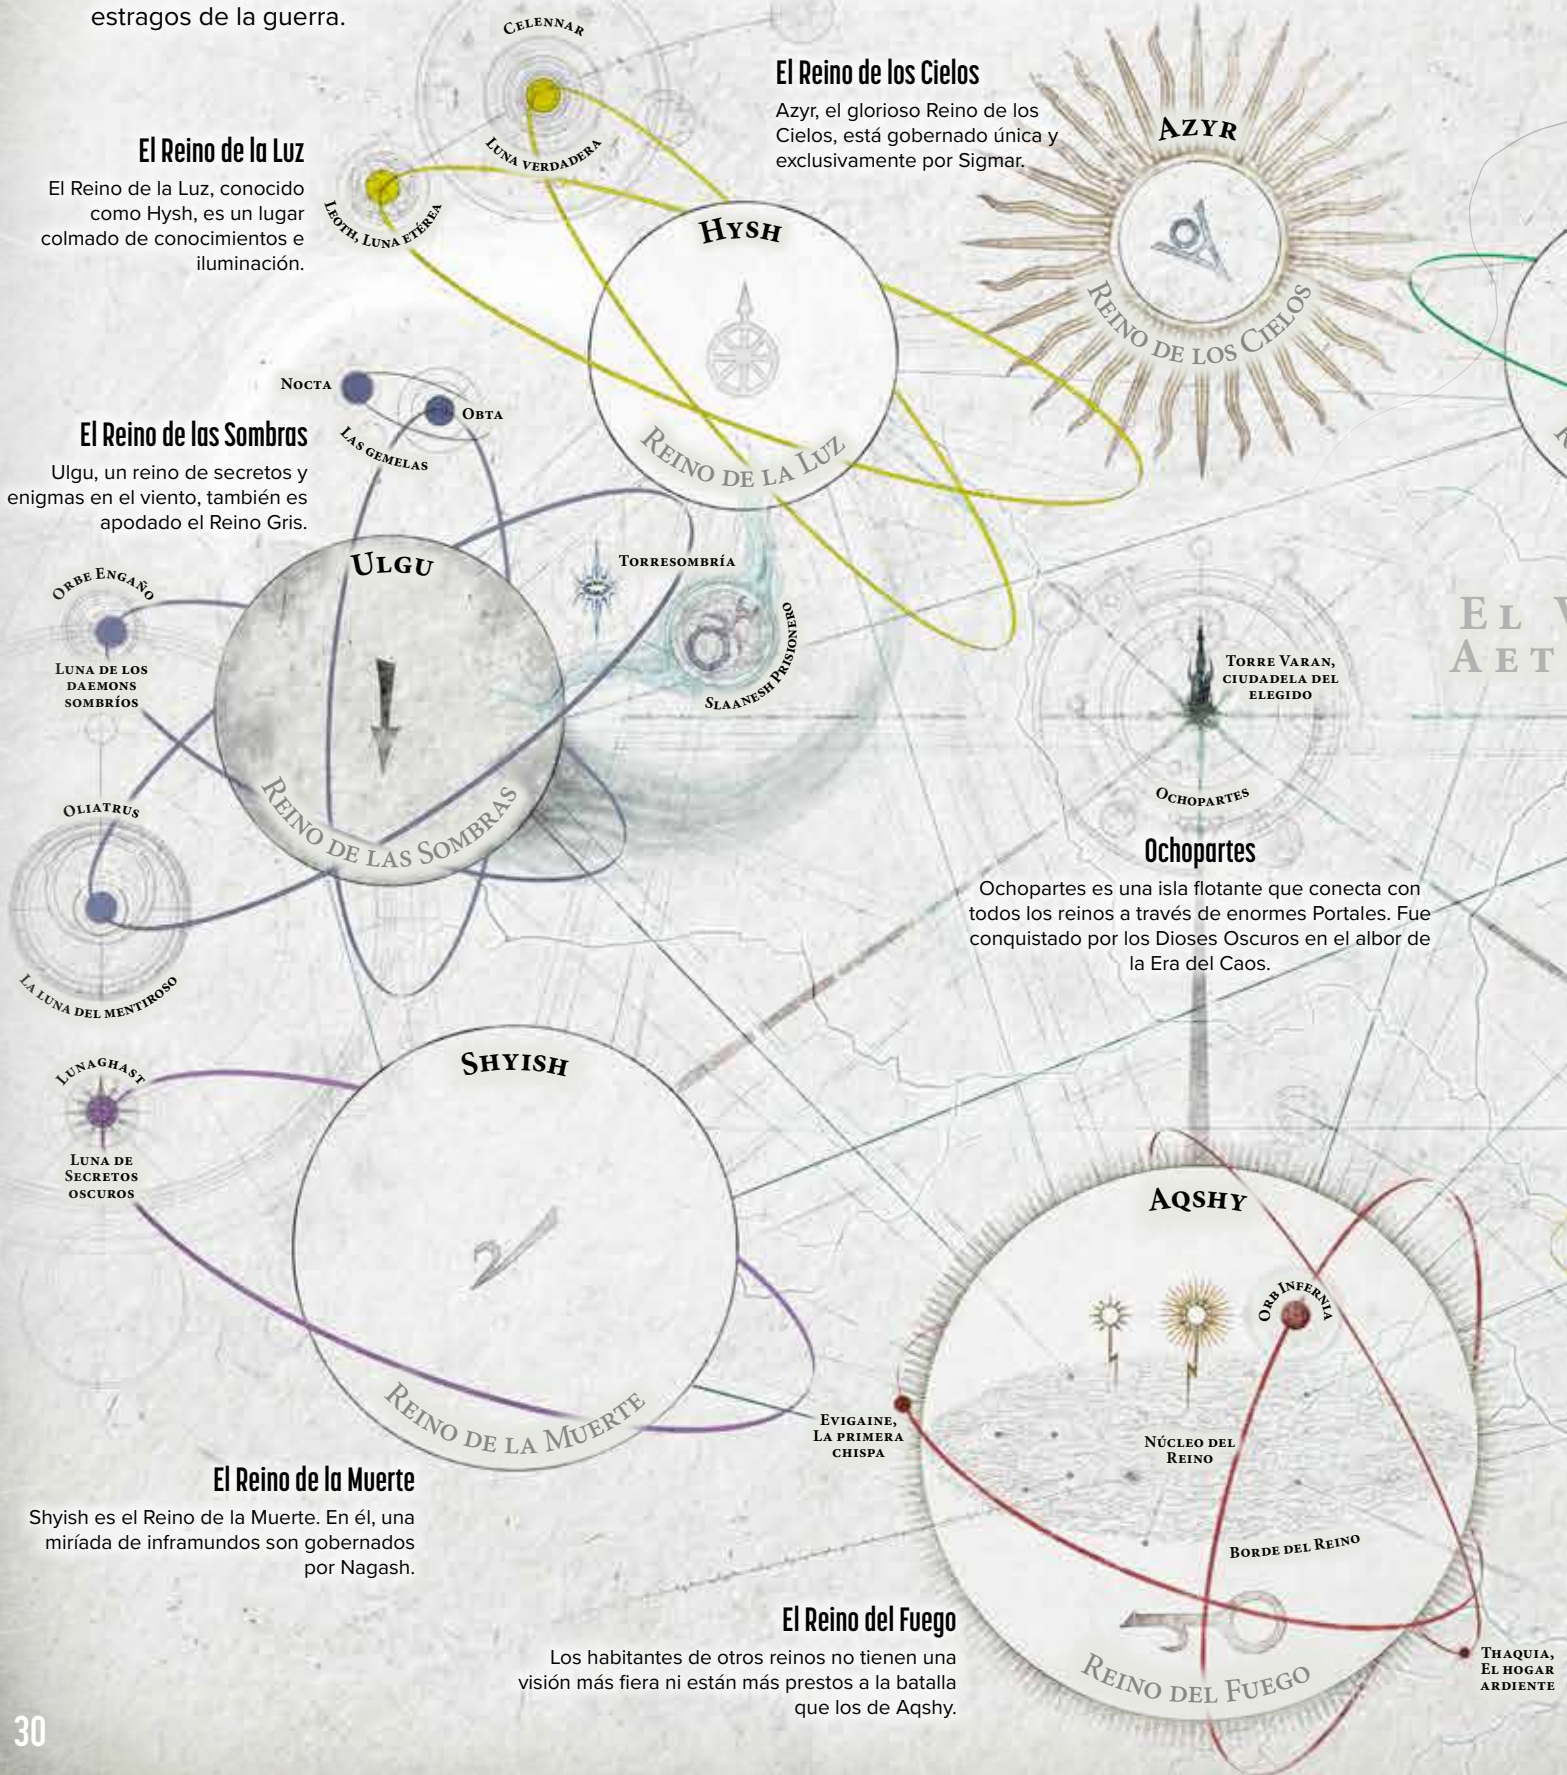 estragos de la guerra.
Celennar
Luna verdadera
Leoth, Luna etérea
El Reino de la Luz
El Reino de la Luz, conocido
como Hysh, es un lugar
colmado de conocimientos e
iluminación.
Hysh
Reino de la Luz
El Reino de los Cielos
Azyr, el glorioso Reino de los
Cielos, está gobernado única y
exclusivamente por Sigmar.
Azyr
Reino de los Cielos
Nocta
Obta
Las gemelas
El Reino de las Sombras
Ulgu, un reino de secretos y
enigmas en el viento, también es
apodado el Reino Gris.
Orbe Engaño
Luna de los
daemons
sombríos
Ulgu
Reino de las Sombras
Torresombría
Slaanesh Prisionero
Oliatrus
La luna del mentiroso
El
Aet
Torre Varan,
ciudadela del
elegido
Ochopartes
Ochopartes
Ochopartes es una isla flotante que conecta con
todos los reinos a través de enormes Portales. Fue
conquistado por los Dioses Oscuros en el albor de
la Era del Caos.
Lunaghast
Luna de
Secretos
oscuros
Shyish
Reino de la Muerte
El Reino de la Muerte
Shyish es el Reino de la Muerte. En él, una
miríada de inframundos son gobernados
por Nagash.
Aqshy
Orb Infernia
Evigaine,
La primera
chispa
Núcleo del
Reino
Borde del Reino
Reino del Fuego
Thaquia,
El hogar
ardiente
El Reino del Fuego
Los habitantes de otros reinos no tienen una
visión más fiera ni están más prestos a la batalla
que los de Aqshy.
30